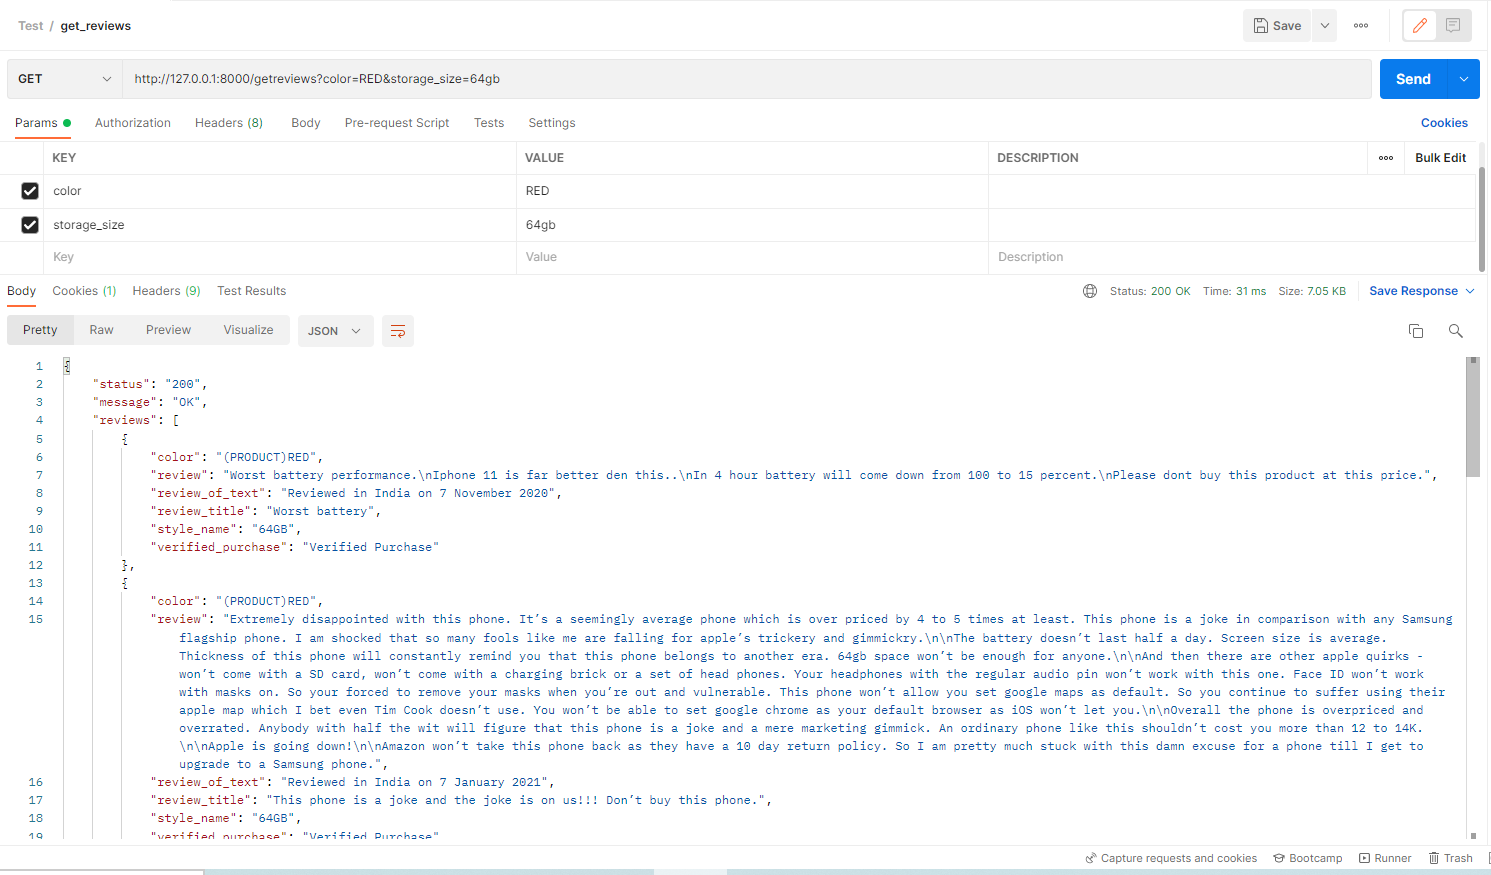 Test / get_reviews
Save
GET http://127.0.0.1:8000/getreviews?color=RED&storage_size=64gb
Send
Params Authorization Headers (8) Body Pre-request Script Tests Settings Cookies
KEY VALUE DESCRIPTION Bulk Edit
color RED
storage_size 64gb
Key Value Description
Body Cookies (1) Headers (9) Test Results Status: 200 OK Time: 31 ms Size: 7.05 KB Save Response
Pretty Raw Preview Visualize JSON
1 {
2 "status": "200",
3 "message": "OK",
4 "reviews": [
5 {
6 "color": "(PRODUCT)RED",
7 "review": "Worst battery performance.\nIphone 11 is far better den this..\nIn 4 hour battery will come down from 100 to 15 percent.\nPlease dont buy this product at this price.",
8 "review_of_text": "Reviewed in India on 7 November 2020",
9 "review_title": "Worst battery",
10 "style_name": "64GB",
11 "verified_purchase": "Verified Purchase"
12 },
13 {
14 "color": "(PRODUCT)RED",
15 "review": "Extremely disappointed with this phone. It’s a seemingly average phone which is over priced by 4 to 5 times at least. This phone is a joke in comparison with any Samsung
flagship phone. I am shocked that so many fools like me are falling for apple’s trickery and gimmickry.\n\nThe battery doesn’t last half a day. Screen size is average.
Thickness of this phone will constantly remind you that this phone belongs to another era. 64gb space won’t be enough for anyone.\n\nAnd then there are other apple quirks -
won’t come with a SD card, won’t come with a charging brick or a set of head phones. Your headphones with the regular audio pin won’t work with this one. Face ID won’t work
with masks on. So your forced to remove your masks when you’re out and vulnerable. This phone won’t allow you set google maps as default. So you continue to suffer using their
apple map which I bet even Tim Cook doesn’t use. You won’t be able to set google chrome as your default browser as iOS won’t let you.\n\nOverall the phone is overpriced and
overrated. Anybody with half the wit will figure that this phone is a joke and a mere marketing gimmick. An ordinary phone like this shouldn’t cost you more than 12 to 14K.
\n\nApple is going down!\n\nAmazon won’t take this phone back as they have a 10 day return policy. So I am pretty much stuck with this damn excuse for a phone till I get to
upgrade to a Samsung phone.",
16 "review_of_text": "Reviewed in India on 7 January 2021",
17 "review_title": "This phone is a joke and the joke is on us!!! Don’t buy this phone.",
18 "style_name": "64GB",
19 "verified_purchase": "Verified Purchase"
Capture requests and cookies Bootcamp Runner Trash